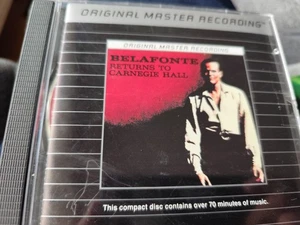 ORIGINAL MASTER RECORDING™
ORIGINAL MASTER RECORDING
BELAFONTE
RETURNS TO
CARNEGIE HALL
This compact disc contains over 70 minutes of music.